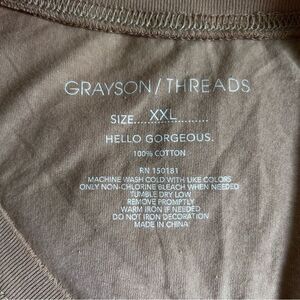 GRAYSON/THREADS
SIZE....XXL.........
HELLO GORGEOUS.
100% COTTON
RN 150181
MACHINE WASH COLD WITH LIKE COLORS
ONLY NON-CHLORINE BLEACH WHEN NEEDED
TUMBLE DRY LOW
REMOVE PROMPTLY
WARM IRON IF NEEDED
DO NOT IRON DECORATION
MADE IN CHINA